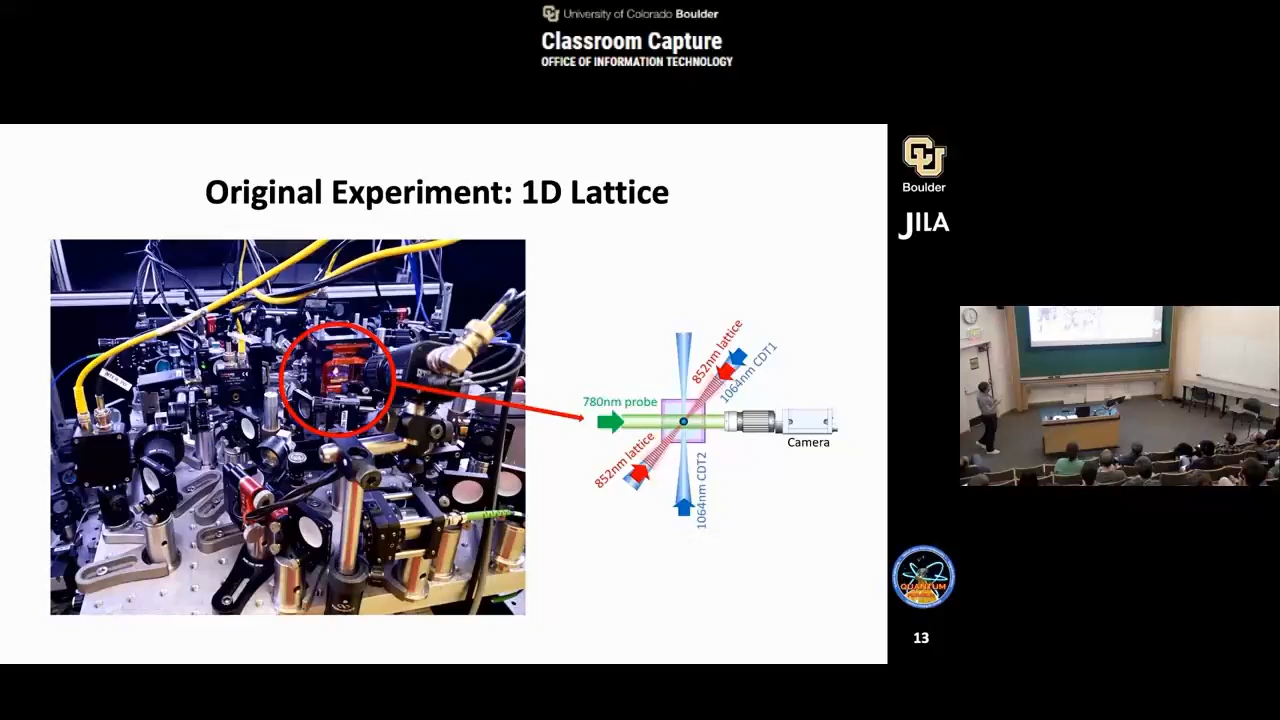 University of Colorado Boulder
Classroom Capture
OFFICE OF INFORMATION TECHNOLOGY
CU
Boulder
JILA
Original Experiment: 1D Lattice
852nm lattice
1064nm CDT1
780nm probe
852nm lattice
1064nm CDT2
Camera
QUANTUM
13